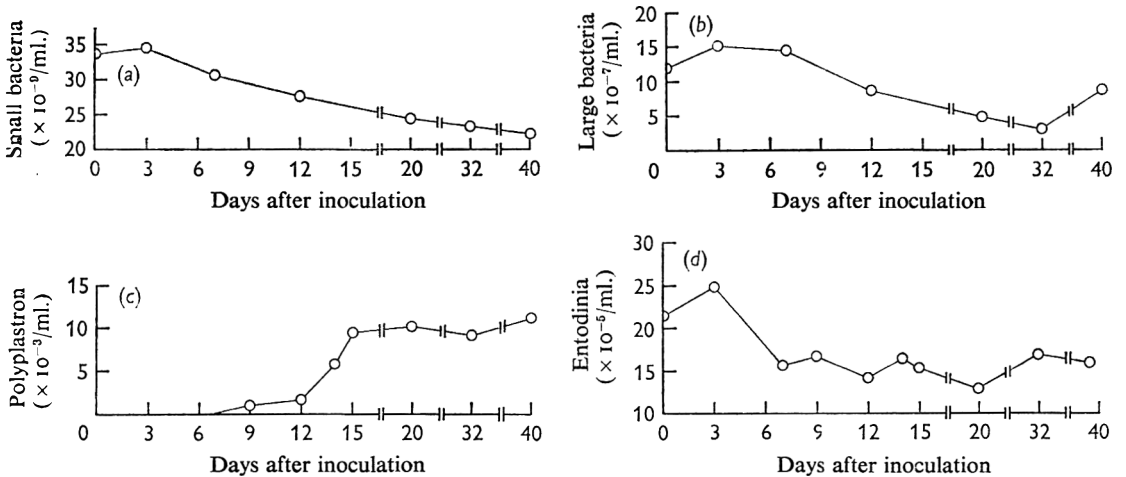 Small bacteria
(× 10⁻⁹/ml.)
35
30
25
20
(a)
0 3 6 9 12 15 20 32 40
Days after inoculation
Large bacteria
(× 10⁻⁷/ml.)
20
15
10
5
(b)
0 3 6 9 12 15 20 32 40
Days after inoculation
Polyplastron
(× 10⁻³/ml.)
15
10
5
(c)
0 3 6 9 12 15 20 32 40
Days after inoculation
Entodinia
(× 10⁻⁵/ml.)
30
25
20
15
10
(d)
0 3 6 9 12 15 20 32 40
Days after inoculation